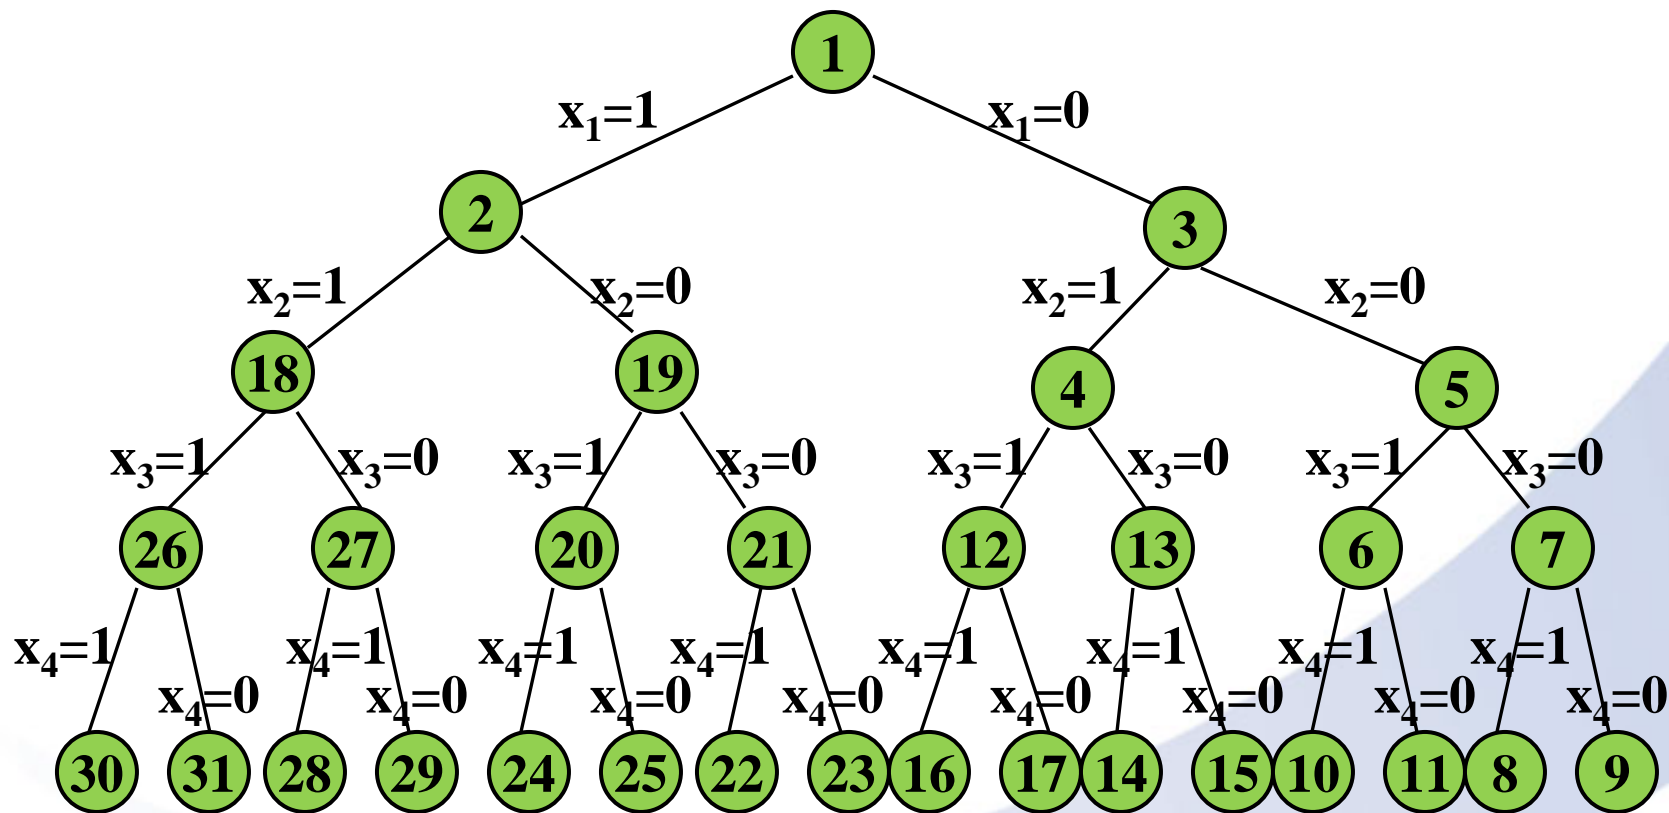 1
x₁=1 x₁=0
2 3
x₂=1 x₂=0 x₂=1 x₂=0
18 19 4 5
x₃=1 x₃=0 x₃=1 x₃=0 x₃=1 x₃=0 x₃=1 x₃=0
26 27 20 21 12 13 6 7
x₄=1 x₄=1 x₄=1 x₄=1 x₄=1 x₄=1 x₄=1 x₄=1
x₄=0 x₄=0 x₄=0 x₄=0 x₄=0 x₄=0 x₄=0 x₄=0
30 31 28 29 24 25 22 23 16 17 14 15 10 11 8 9